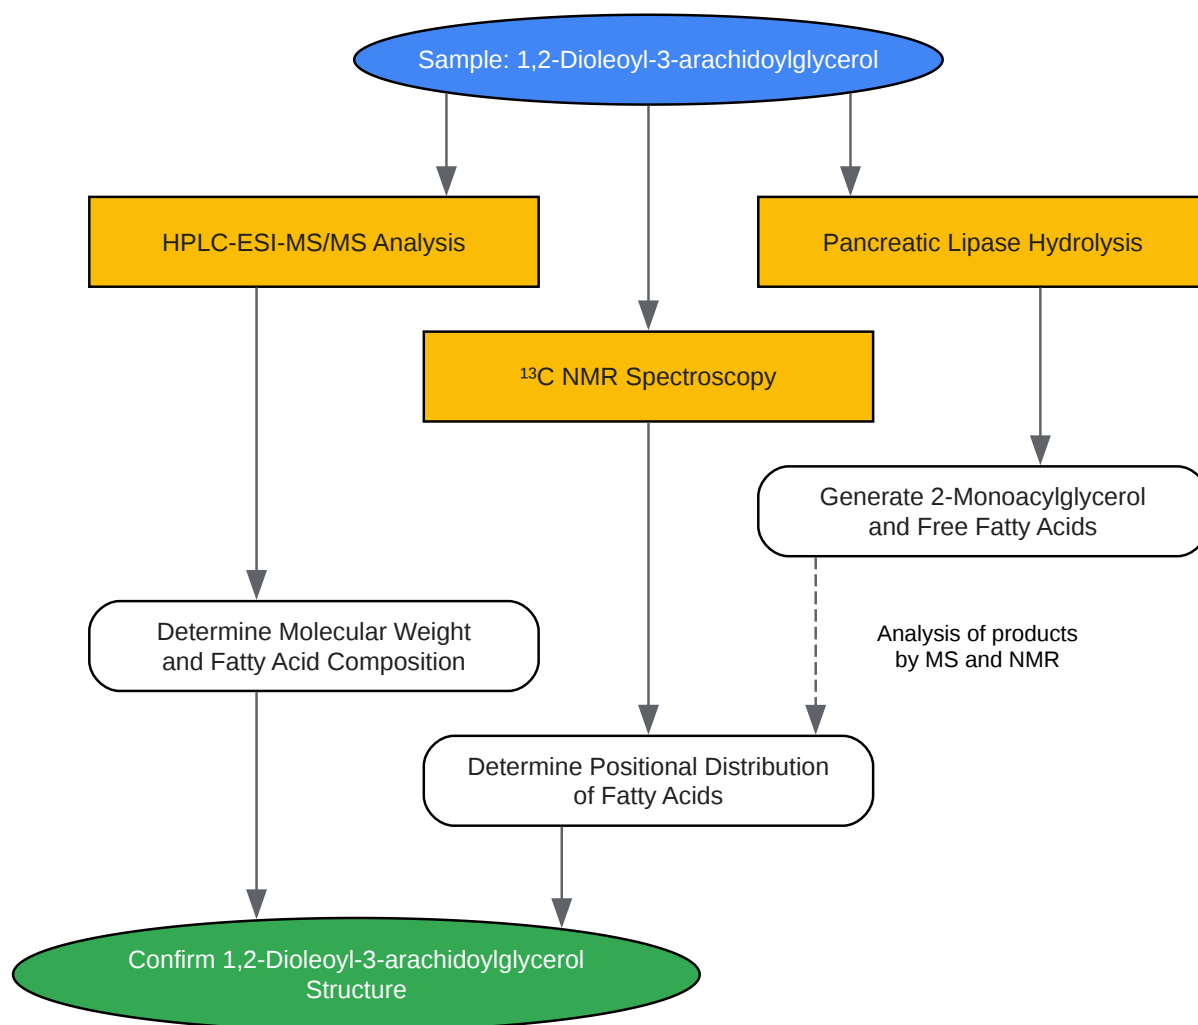 Sample: 1,2-Dioleoyl-3-arachidoylglycerol
HPLC-ESI-MS/MS Analysis
Pancreatic Lipase Hydrolysis
¹³C NMR Spectroscopy
Generate 2-Monoacylglycerol
and Free Fatty Acids
Determine Molecular Weight
and Fatty Acid Composition
Analysis of products
by MS and NMR
Determine Positional Distribution
of Fatty Acids
Confirm 1,2-Dioleoyl-3-arachidoylglycerol
Structure